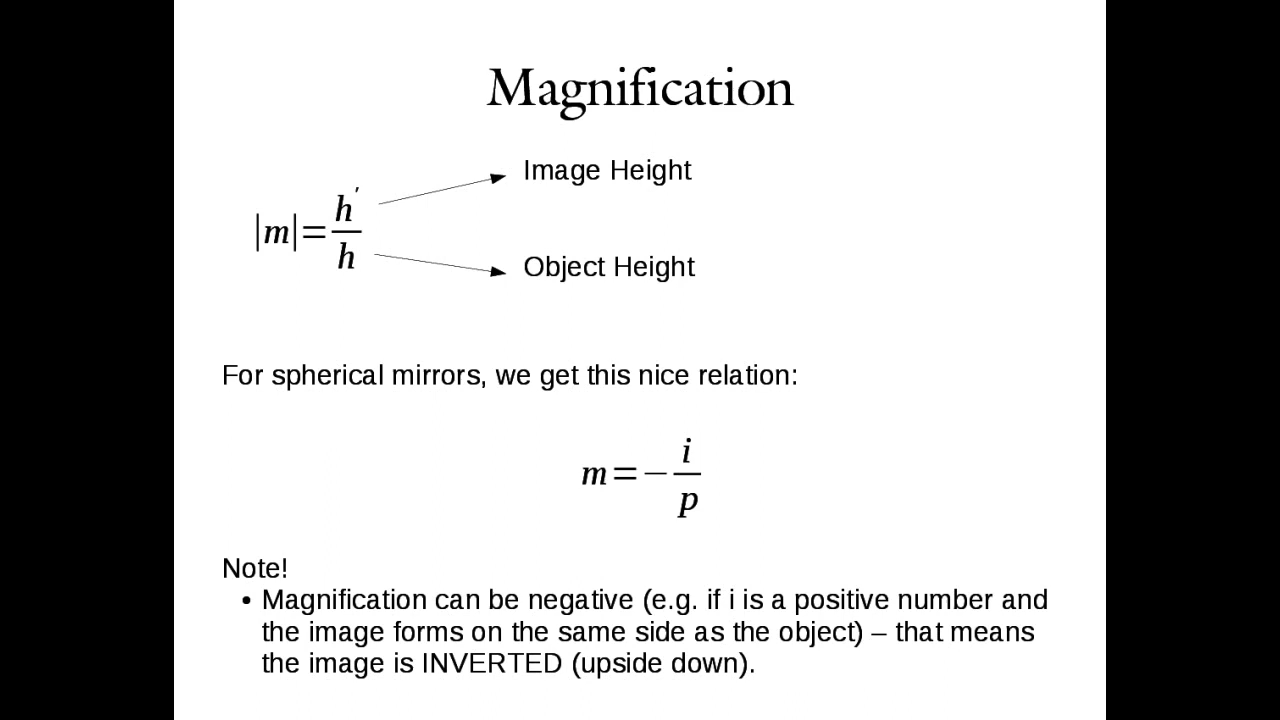 Magnification
Image Height
|m|=h′/h
Object Height
For spherical mirrors, we get this nice relation:
m=−i/p
Note!
• Magnification can be negative (e.g. if i is a positive number and
the image forms on the same side as the object) – that means
the image is INVERTED (upside down).